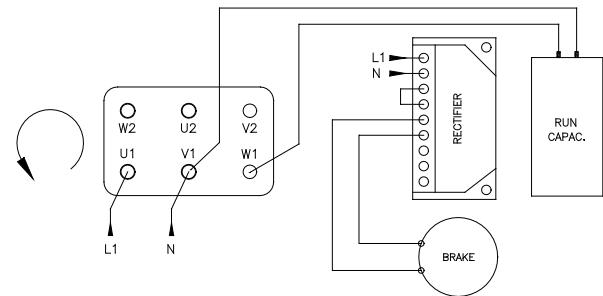 L1
N
RECTIFIER
RUN
CAPAC.
W2 U2 V2
U1 V1 W1
L1 N
BRAKE